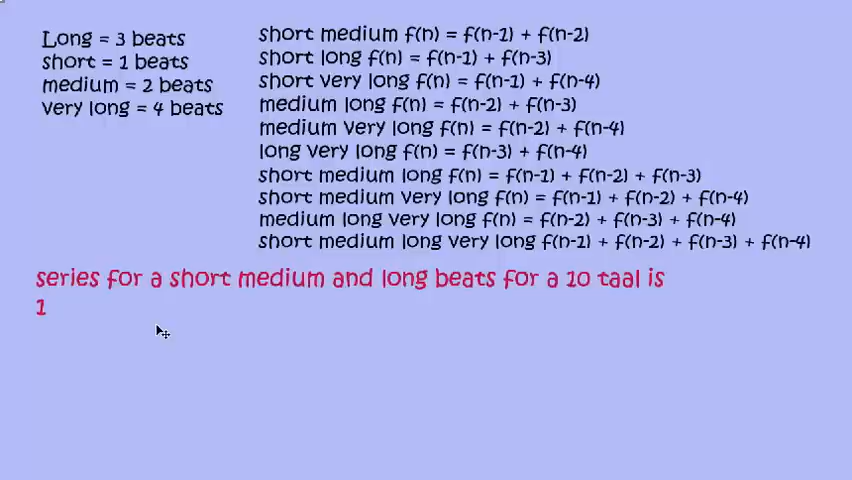 Long = 3 beats
short = 1 beats
medium = 2 beats
very long = 4 beats
short medium f(n) = f(n-1) + f(n-2)
short long f(n) = f(n-1) + f(n-3)
short very long f(n) = f(n-1) + f(n-4)
medium long f(n) = f(n-2) + f(n-3)
medium very long f(n) = f(n-2) + f(n-4)
long very long f(n) = f(n-3) + f(n-4)
short medium long f(n) = f(n-1) + f(n-2) + f(n-3)
short medium very long f(n) = f(n-1) + f(n-2) + f(n-4)
medium long very long f(n) = f(n-2) + f(n-3) + f(n-4)
short medium long very long f(n-1) + f(n-2) + f(n-3) + f(n-4)
series for a short medium and long beats for a 10 taal is
1